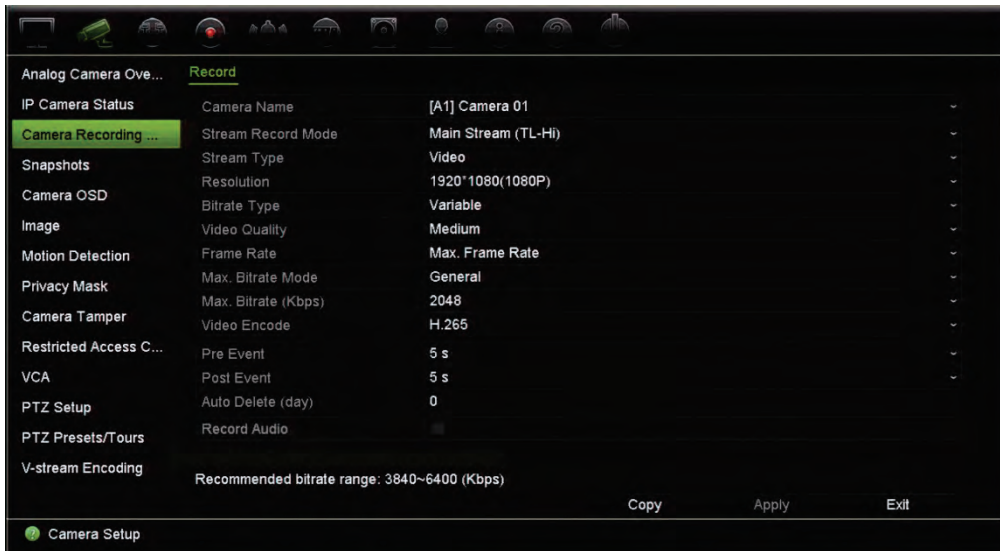 Analog Camera Ove...
IP Camera Status
Camera Recording ...
Snapshots
Camera OSD
Image
Motion Detection
Privacy Mask
Camera Tamper
Restricted Access C...
VCA
PTZ Setup
PTZ Presets/Tours
V-stream Encoding
Record
Camera Name [A1] Camera 01
Stream Record Mode Main Stream (TL-Hi)
Stream Type Video
Resolution 1920*1080(1080P)
Bitrate Type Variable
Video Quality Medium
Frame Rate Max. Frame Rate
Max. Bitrate Mode General
Max. Bitrate (Kbps) 2048
Video Encode H.265
Pre Event 5 s
Post Event 5 s
Auto Delete (day) 0
Record Audio
Recommended bitrate range: 3840~6400 (Kbps)
Copy Apply Exit
Camera Setup